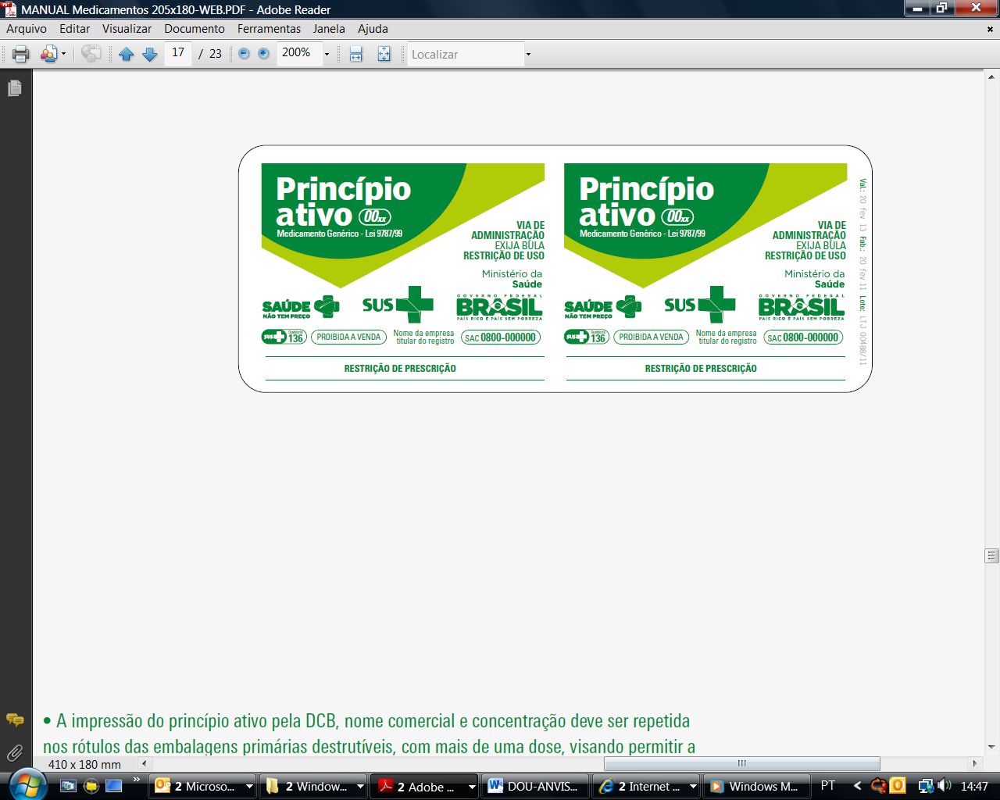 MANUAL Medicamentos 205x180-WEB.PDF - Adobe Reader
Arquivo Editar Visualizar Documento Ferramentas Janela Ajuda
17 / 23 200% Localizar
Princípio
ativo 00xx
Medicamento Genérico - Lei 9787/99
VIA DE
ADMINISTRAÇÃO
EXIJA BULA
RESTRIÇÃO DE USO
Ministério da
Saúde
SAÚDE
NÃO TEM PREÇO
SUS
GOVERNO FEDERAL
BRASIL
PAÍS RICO É PAÍS SEM POBREZA
SUS Ouvidoria 136
PROIBIDA A VENDA
Nome da empresa
titular do registro
SAC 0800-000000
RESTRIÇÃO DE PRESCRIÇÃO
Princípio
ativo 00xx
Medicamento Genérico - Lei 9787/99
VIA DE
ADMINISTRAÇÃO
EXIJA BULA
RESTRIÇÃO DE USO
Ministério da
Saúde
SAÚDE
NÃO TEM PREÇO
SUS
GOVERNO FEDERAL
BRASIL
PAÍS RICO É PAÍS SEM POBREZA
SUS Ouvidoria 136
PROIBIDA A VENDA
Nome da empresa
titular do registro
SAC 0800-000000
RESTRIÇÃO DE PRESCRIÇÃO
Val.: 20 fev 13 Fab.: 20 fev 11 Lote: LTJ 00488/11
• A impressão do princípio ativo pela DCB, nome comercial e concentração deve ser repetida
nos rótulos das embalagens primárias destrutíveis, com mais de uma dose, visando permitir a
410 x 180 mm
2 Microso... 2 Window... 2 Adobe ... DOU-ANVIS... 2 Internet ... Windows M... PT 14:47